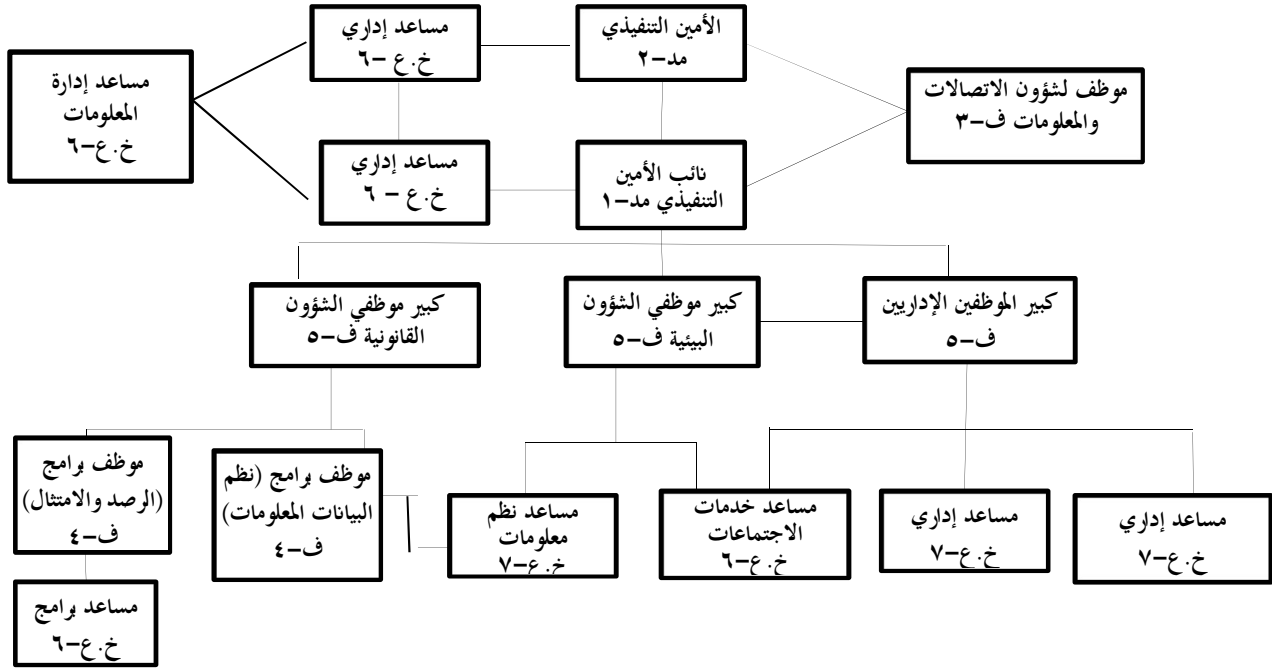 الأمين التنفيذي
مد-٢
مساعد إداري
خ.ع -٦
مساعد إدارة
المعلومات
خ.ع-٦
موظف لشؤون الاتصالات
والمعلومات ف-٣
نائب الأمين
التنفيذي مد-١
مساعد إداري
خ.ع - ٦
كبير الموظفين الإداريين
ف-٥
كبير موظفي الشؤون
البيئية ف-٥
كبير موظفي الشؤون
القانونية ف-٥
مساعد إداري
خ.ع-٧
مساعد إداري
خ.ع-٧
مساعد خدمات
الاجتماعات
خ.ع-٦
مساعد نظم
معلومات
خ.ع-٧
موظف برامج (نظم
البيانات المعلومات)
ف-٤
موظف برامج
(الرصد والامتثال)
ف-٤
مساعد برامج
خ.ع-٦